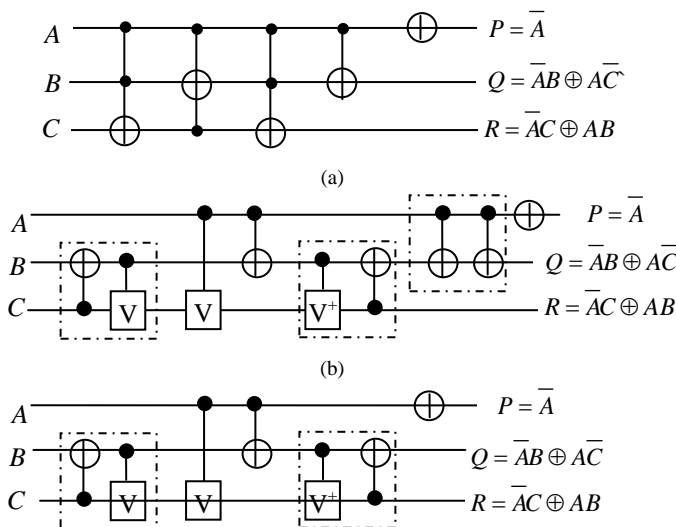 A P = A̅
B Q = A̅B ⊕ AC̅`
C R = A̅C ⊕ AB
(a)
A P = A̅
B Q = A̅B ⊕ AC̅
C V V V⁺ R = A̅C ⊕ AB
(b)
A P = A̅
B Q = A̅B ⊕ AC̅
C V V V⁺ R = A̅C ⊕ AB